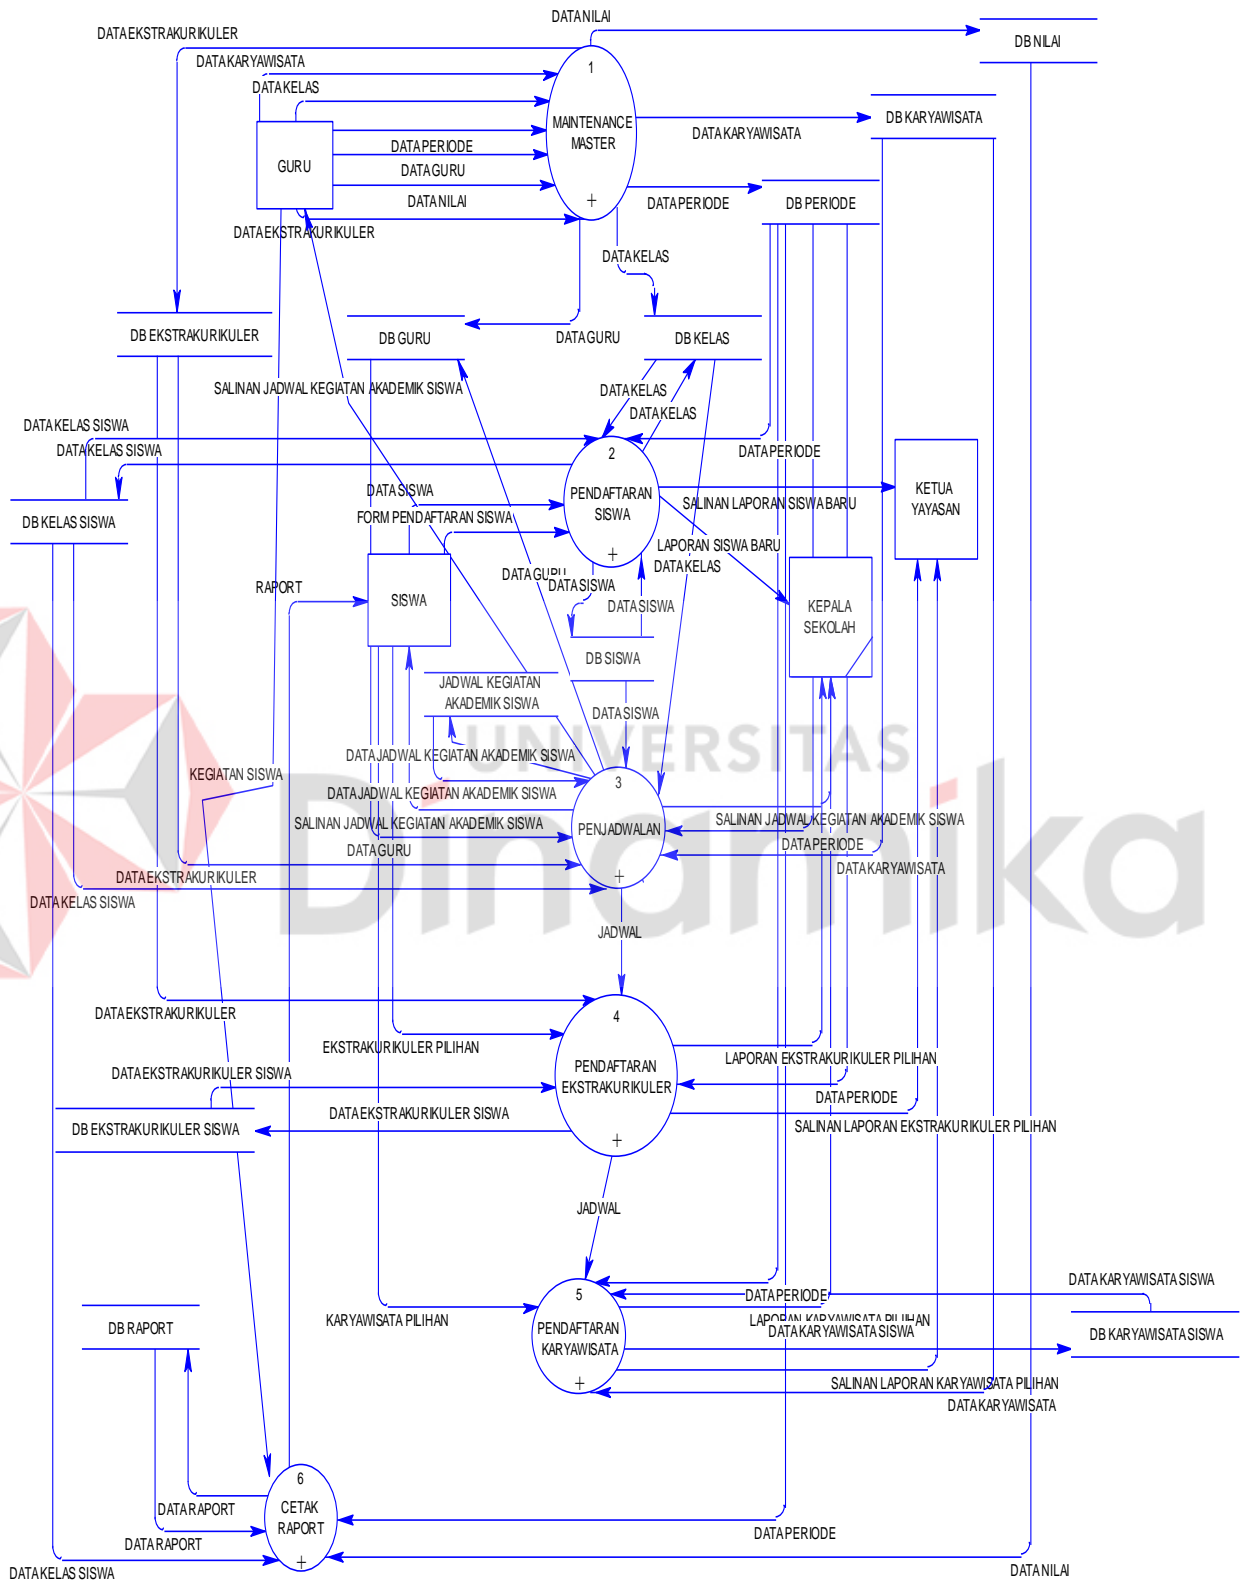 DATA NILAI
DATA EKSTRAKURIKULER
DB NILAI
DATA KARYAWISATA
1
DATA KELAS
MAINTENANCE
MASTER
DB KARYAWISATA
DATA KARYAWISATA
DATA PERIODE
GURU
DATA GURU
+
DATA NILAI
DATA PERIODE
DB PERIODE
DATA EKSTRAKURIKULER
DATA KELAS
DB EKSTRAKURIKULER
DB GURU
DATA GURU
DB KELAS
SALINAN JADWAL KEGIATAN AKADEMIK SISWA
DATA KELAS
DATA KELAS
DATA KELAS SISWA
DATA KELAS SISWA
DATA PERIODE
2
PENDAFTARAN
SISWA
+
KETUA
YAYASAN
DATA SISWA
SALINAN LAPORAN SISWA BARU
FORM PENDAFTARAN SISWA
DB KELAS SISWA
LAPORAN SISWA BARU
DATA KELAS
DATA GURU
DATA SISWA
RAPORT
SISWA
DATA SISWA
KEPALA
SEKOLAH
DB SISWA
JADWAL KEGIATAN
AKADEMIK SISWA
DATA SISWA
UNIVERSITAS
Dinamika
DATA JADWAL KEGIATAN AKADEMIK SISWA
KEGIATAN SISWA
3
PENJADWALAN
+
DATA JADWAL KEGIATAN AKADEMIK SISWA
SALINAN JADWAL KEGIATAN AKADEMIK SISWA
SALINAN JADWAL KEGIATAN AKADEMIK SISWA
DATA GURU
DATA PERIODE
DATA KARYAWISATA
DATA EKSTRAKURIKULER
DATA KELAS SISWA
JADWAL
DATA EKSTRAKURIKULER
4
PENDAFTARAN
EKSTRAKURIKULER
+
EKSTRAKURIKULER PILIHAN
LAPORAN EKSTRAKURIKULER PILIHAN
DATA EKSTRAKURIKULER SISWA
DATA PERIODE
DATA EKSTRAKURIKULER SISWA
SALINAN LAPORAN EKSTRAKURIKULER PILIHAN
DB EKSTRAKURIKULER SISWA
JADWAL
DATA KARYAWISATA SISWA
5
PENDAFTARAN
KARYAWISATA
+
DATA PERIODE
KARYAWISATA PILIHAN
LAPORAN KARYAWISATA PILIHAN
DATA KARYAWISATA SISWA
DB RAPORT
DB KARYAWISATA SISWA
SALINAN LAPORAN KARYAWISATA PILIHAN
DATA KARYAWISATA
6
CETAK
RAPORT
+
DATA RAPORT
DATA RAPORT
DATA PERIODE
DATA KELAS SISWA
DATA NILAI